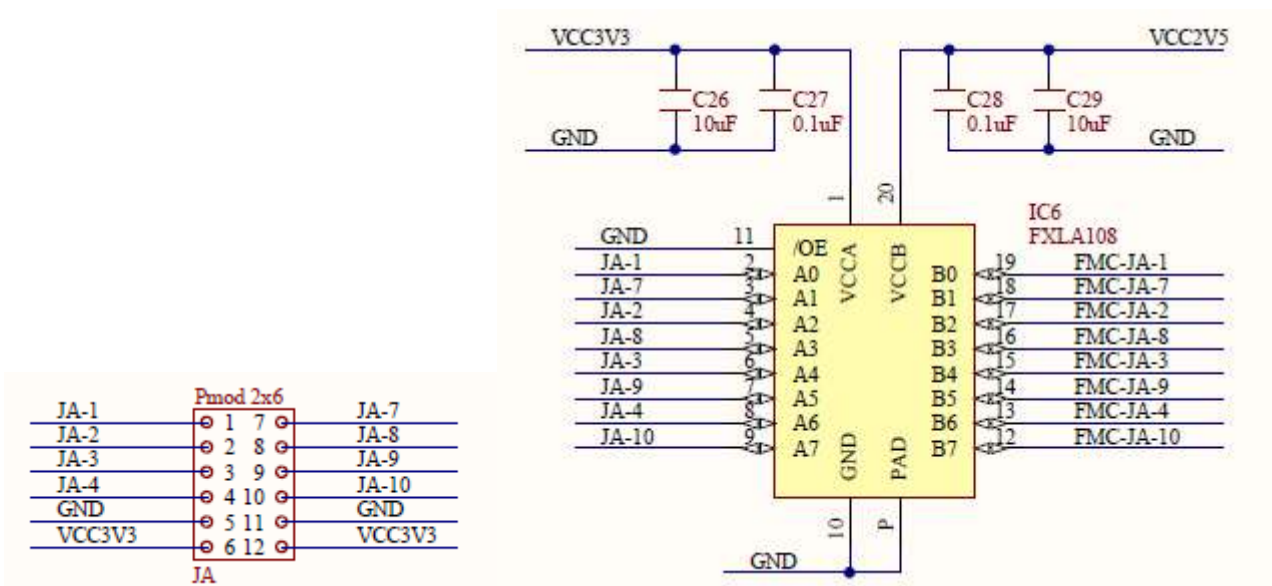 VCC3V3 VCC2V5
C26 C27 C28 C29
10uF 0.1uF 0.1uF 10uF
GND GND
1 20
IC6
FXLA108
GND 11 /OE VCCA VCCB
JA-1 2 A0 B0 19 FMC-JA-1
JA-7 3 A1 B1 18 FMC-JA-7
JA-2 4 A2 B2 17 FMC-JA-2
JA-8 5 A3 B3 16 FMC-JA-8
JA-3 6 A4 B4 15 FMC-JA-3
JA-9 7 A5 B5 14 FMC-JA-9
JA-4 8 A6 B6 13 FMC-JA-4
JA-10 9 A7 B7 12 FMC-JA-10
GND PAD
10 P
GND
Pmod 2x6
JA-1 1 7 JA-7
JA-2 2 8 JA-8
JA-3 3 9 JA-9
JA-4 4 10 JA-10
GND 5 11 GND
VCC3V3 6 12 VCC3V3
JA